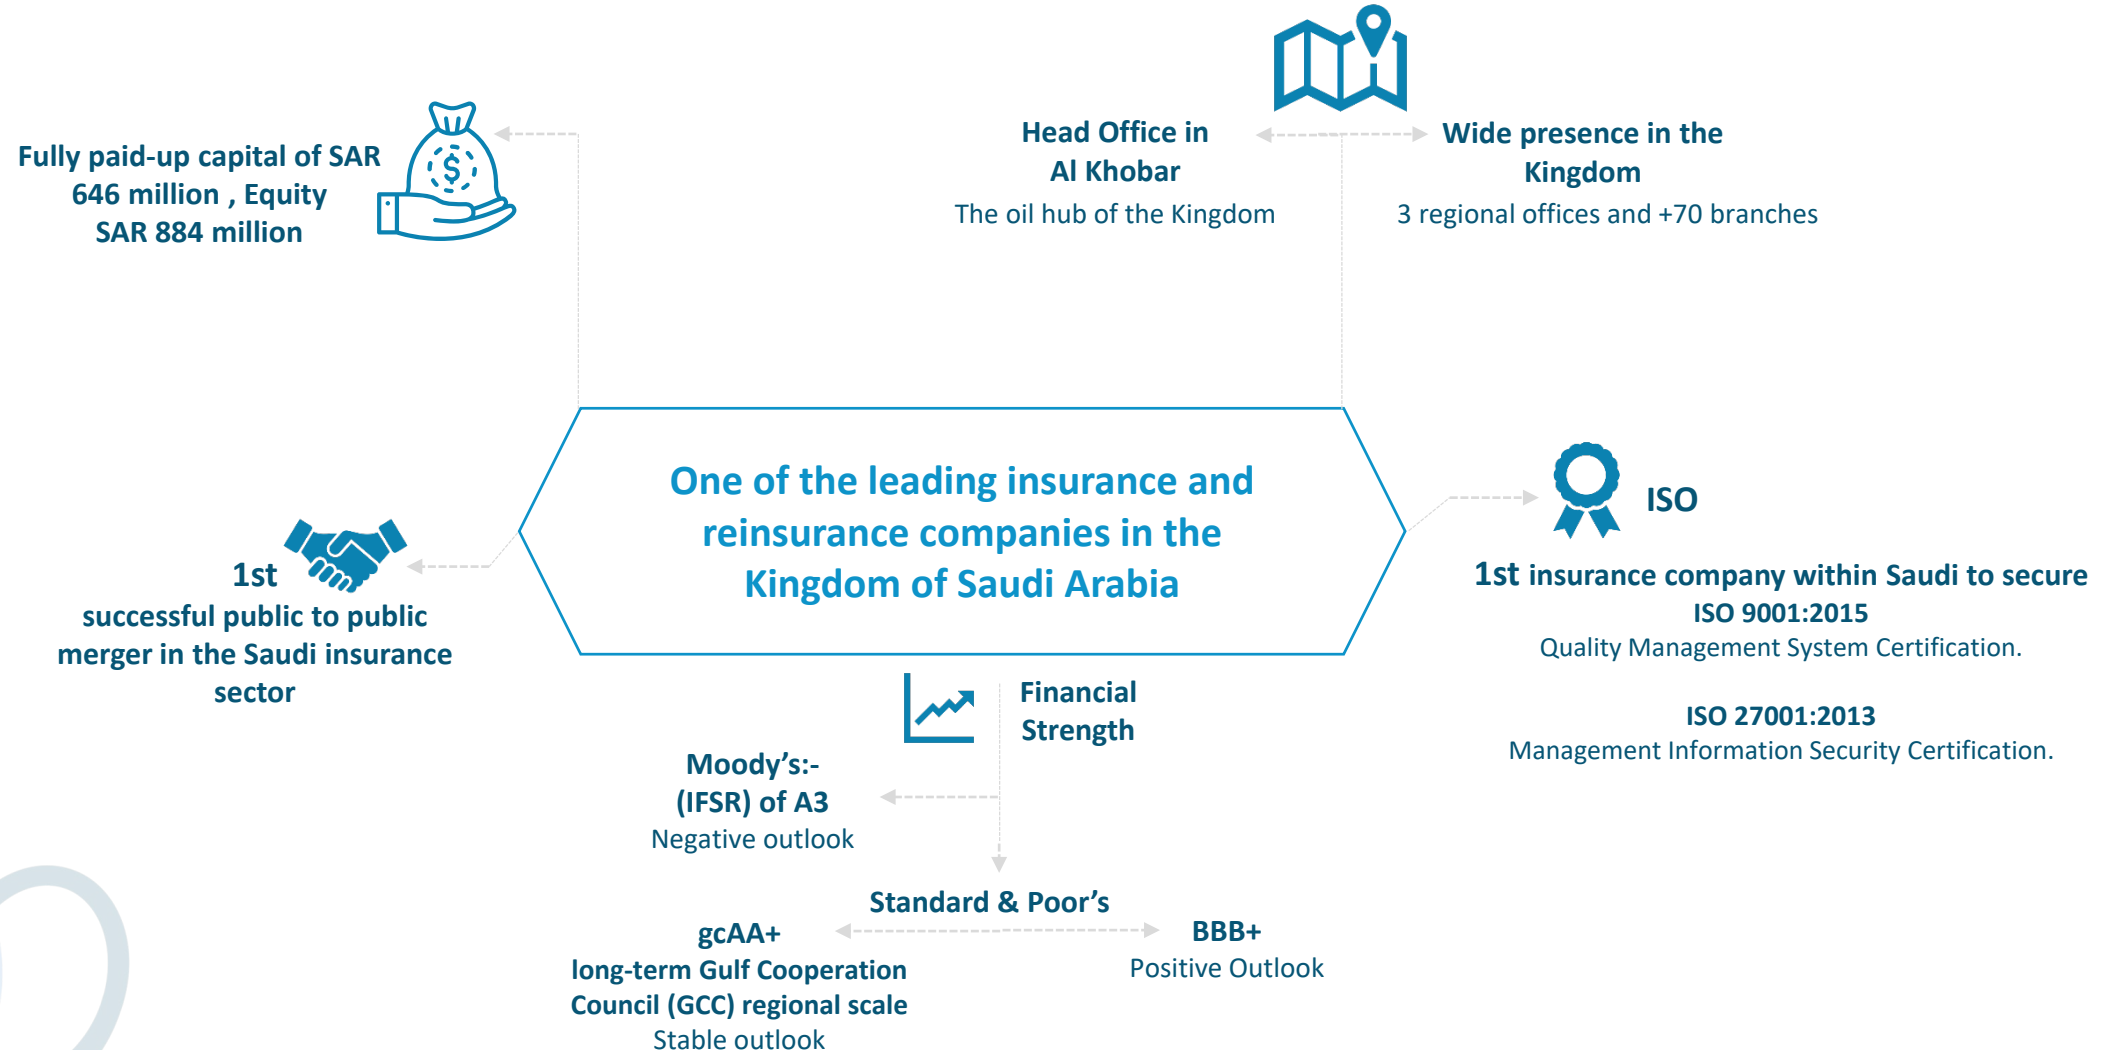 Fully paid-up capital of SAR
646 million , Equity
SAR 884 million
$
Head Office in
Al Khobar
The oil hub of the Kingdom
Wide presence in the
Kingdom
3 regional offices and +70 branches
One of the leading insurance and
reinsurance companies in the
Kingdom of Saudi Arabia
1st
successful public to public
merger in the Saudi insurance
sector
ISO
1st insurance company within Saudi to secure
ISO 9001:2015
Quality Management System Certification.
ISO 27001:2013
Management Information Security Certification.
Financial
Strength
Moody’s:-
(IFSR) of A3
Negative outlook
Standard & Poor’s
gcAA+
long-term Gulf Cooperation
Council (GCC) regional scale
Stable outlook
BBB+
Positive Outlook